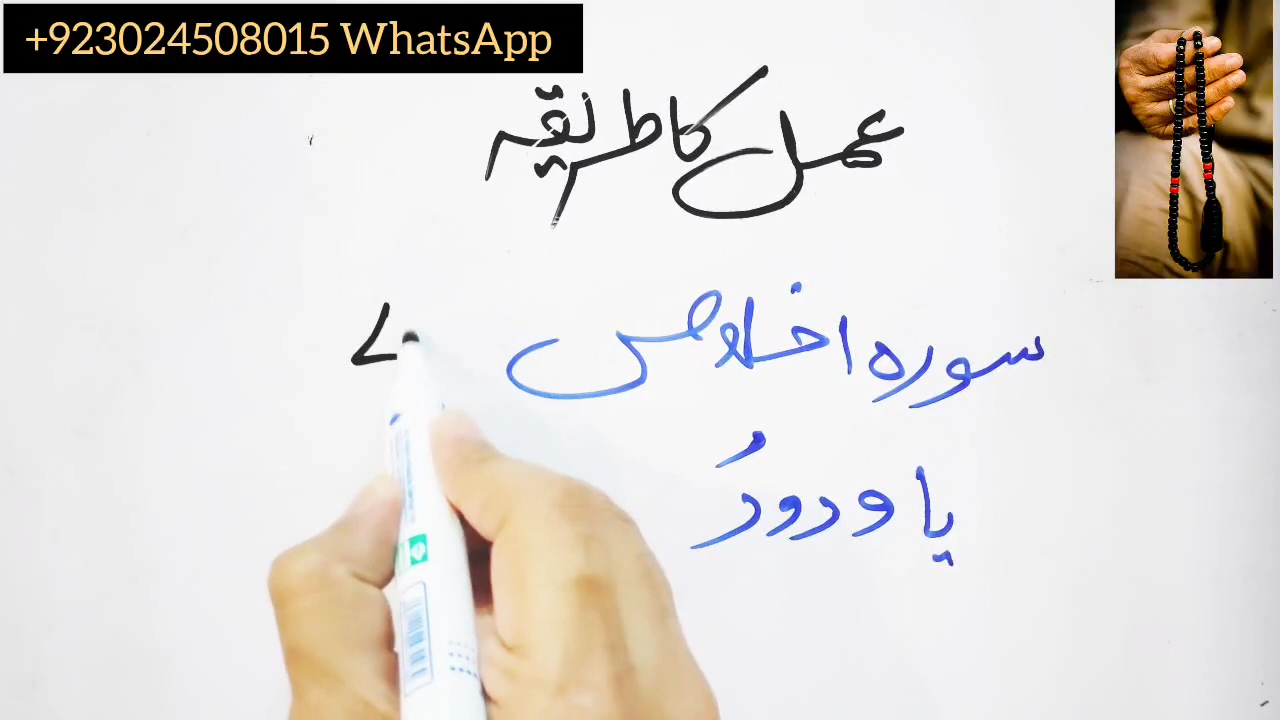 +923024508015 WhatsApp
عمل کا طریقہ
سورہ اخلاص
یا ودودُ